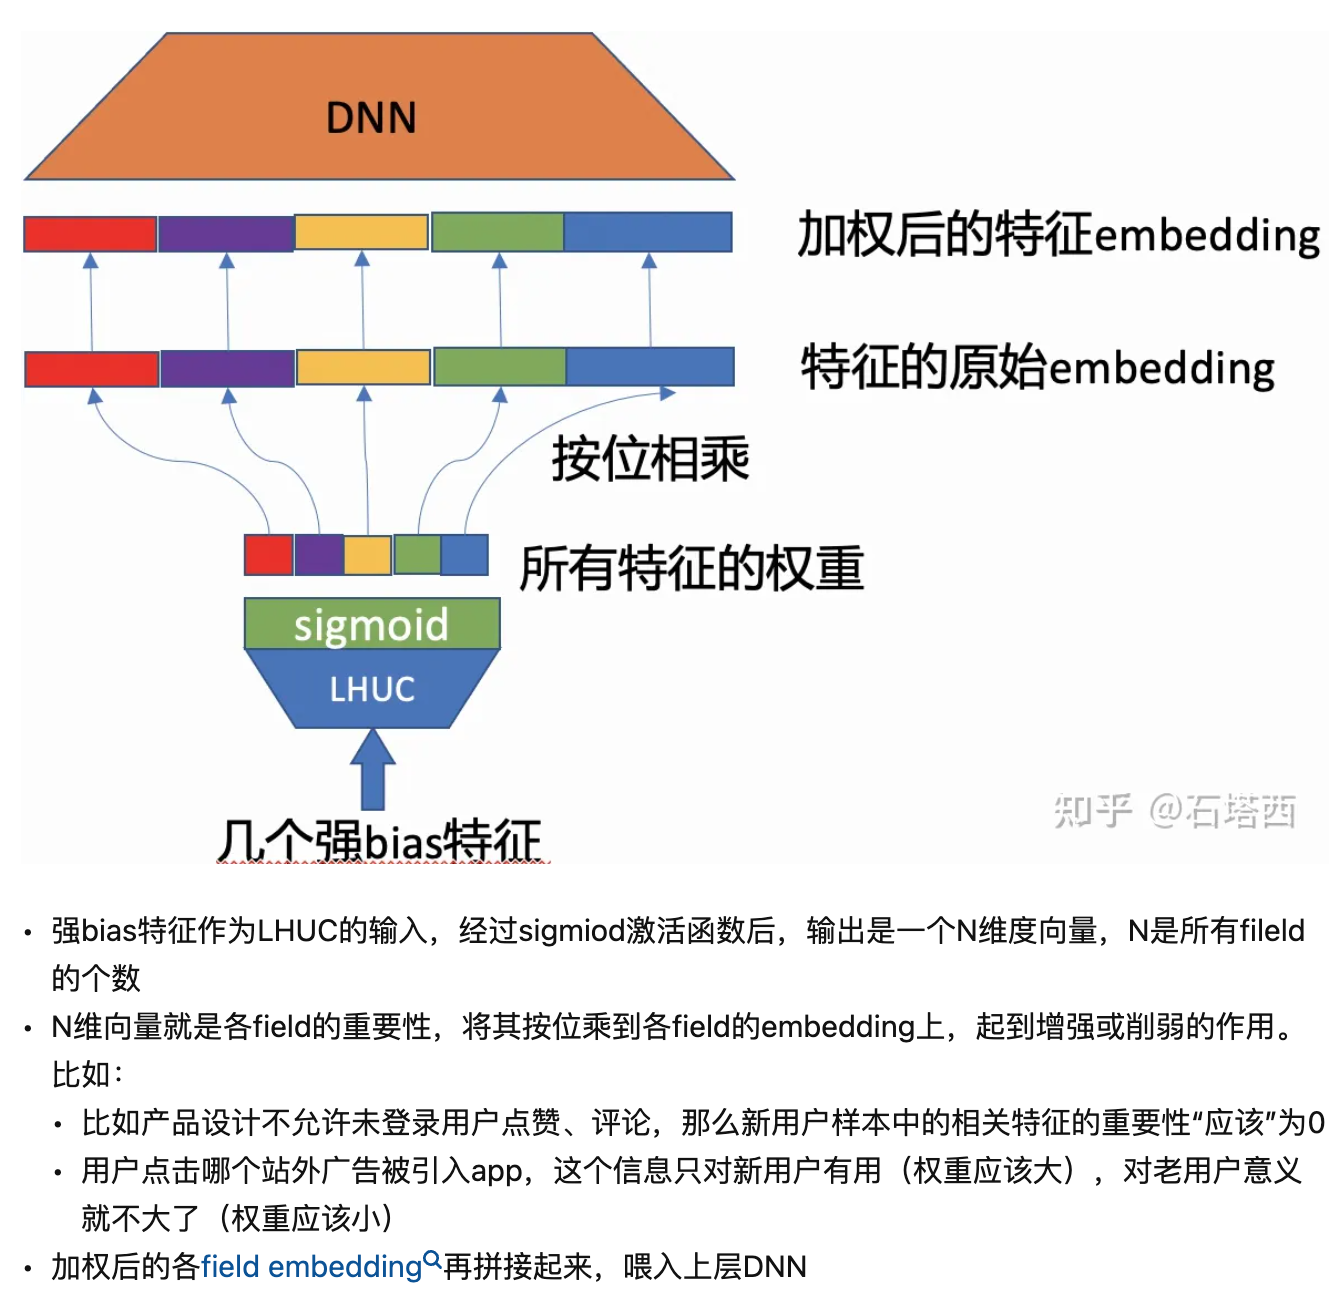 DNN
加权后的特征embedding
特征的原始embedding
按位相乘
所有特征的权重
sigmoid
LHUC
知乎 @石塔西
几个强bias特征
• 强bias特征作为LHUC的输入，经过sigmiod激活函数后，输出是一个N维度向量，N是所有fileld
的个数
• N维向量就是各field的重要性，将其按位乘到各field的embedding上，起到增强或削弱的作用。
比如：
• 比如产品设计不允许未登录用户点赞、评论，那么新用户样本中的相关特征的重要性“应该”为0
• 用户点击哪个站外广告被引入app，这个信息只对新用户有用（权重应该大），对老用户意义
就不大了（权重应该小）
• 加权后的各field embedding再拼接起来，喂入上层DNN